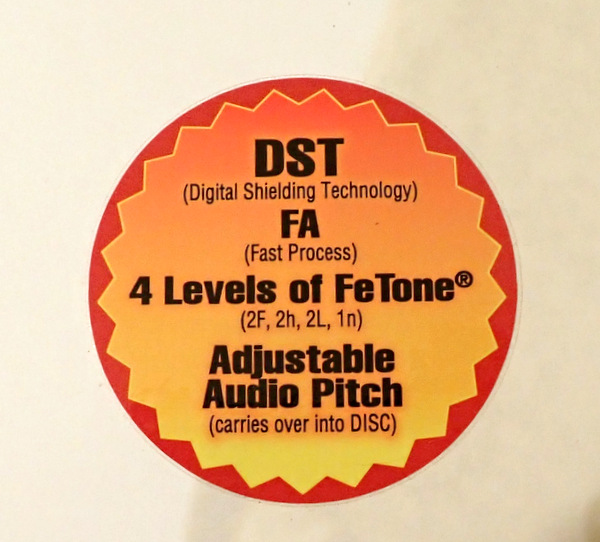 DST
(Digital Shielding Technology)
FA
(Fast Process)
4 Levels of FeTone®
(2F, 2h, 2L, 1n)
Adjustable
Audio Pitch
(carries over into DISC)